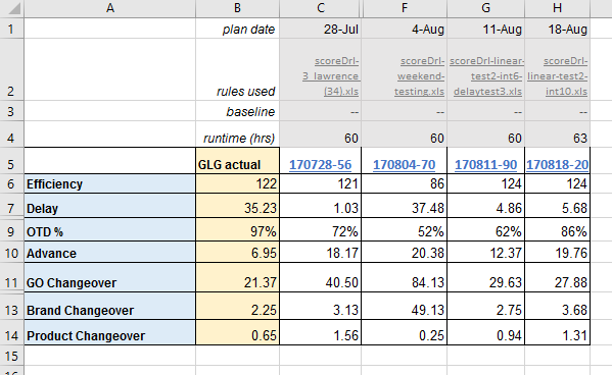 A B C F G H
1 plan date 28-Jul 4-Aug 11-Aug 18-Aug
scoreDrl- scoreDrl- scoreDrl-linear- scoreDrl-
3_lawrence weekend- test2-int6- linear-test2-
2 rules used (34).xls testing.xls delaytest3.xls int10.xls
3 baseline -- -- -- --
4 runtime (hrs) 60 60 60 63
5 GLG actual 170728-56 170804-70 170811-90 170818-20
6 Efficiency 122 121 86 124 124
7 Delay 35.23 1.03 37.48 4.86 5.68
9 OTD % 97% 72% 52% 62% 86%
10 Advance 6.95 18.17 20.38 12.37 19.76
11 GO Changeover 21.37 40.50 84.13 29.63 27.88
13 Brand Changeover 2.25 3.13 49.13 2.75 3.68
14 Product Changeover 0.65 1.56 0.25 0.94 1.31
15